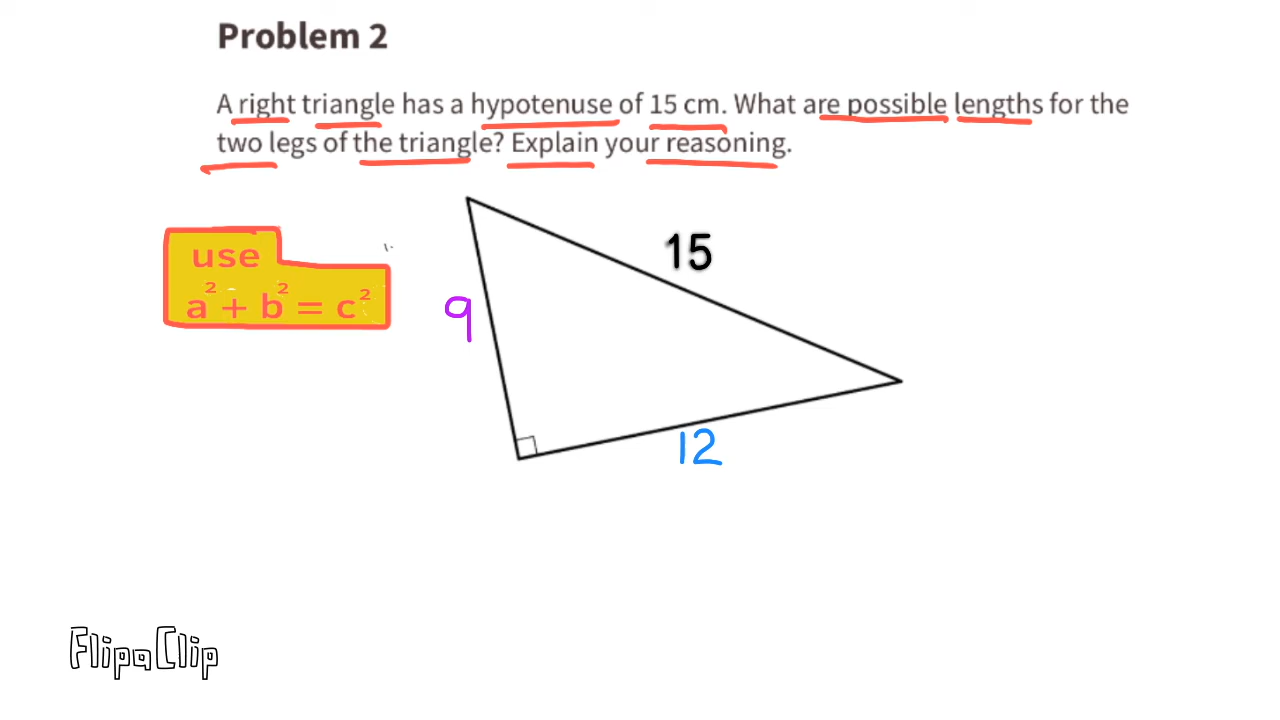 Problem 2
A right triangle has a hypotenuse of 15 cm. What are possible lengths for the
two legs of the triangle? Explain your reasoning.
use
a² + b² = c²
15
9
12
FlipaClip